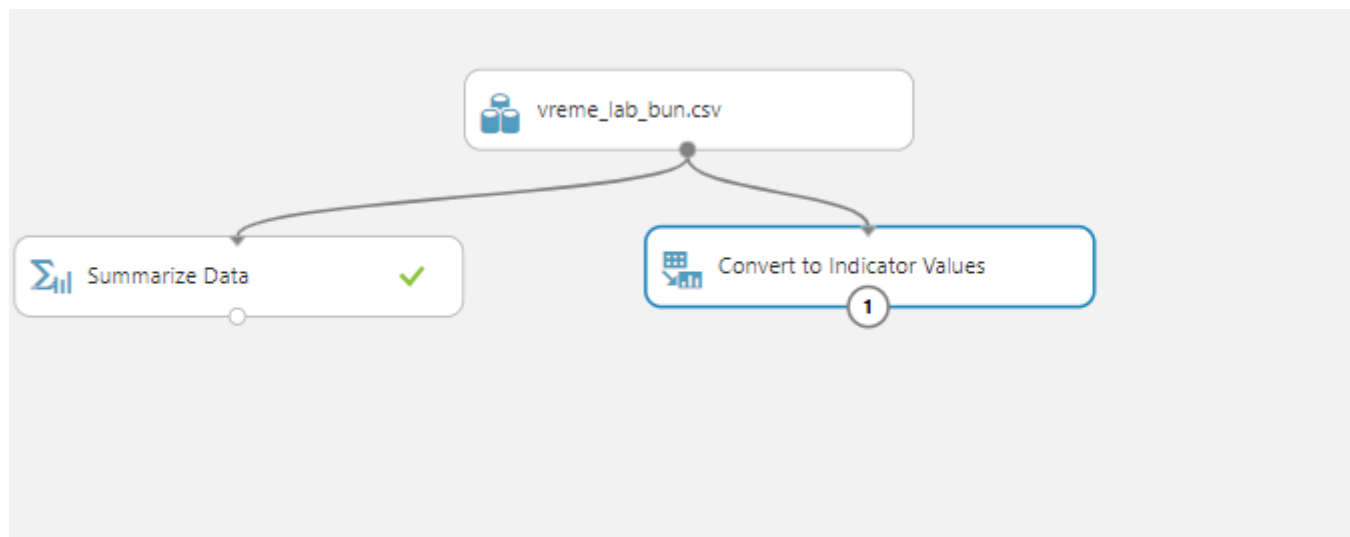 vreme_lab_bun.csv
Summarize Data
Convert to Indicator Values
1